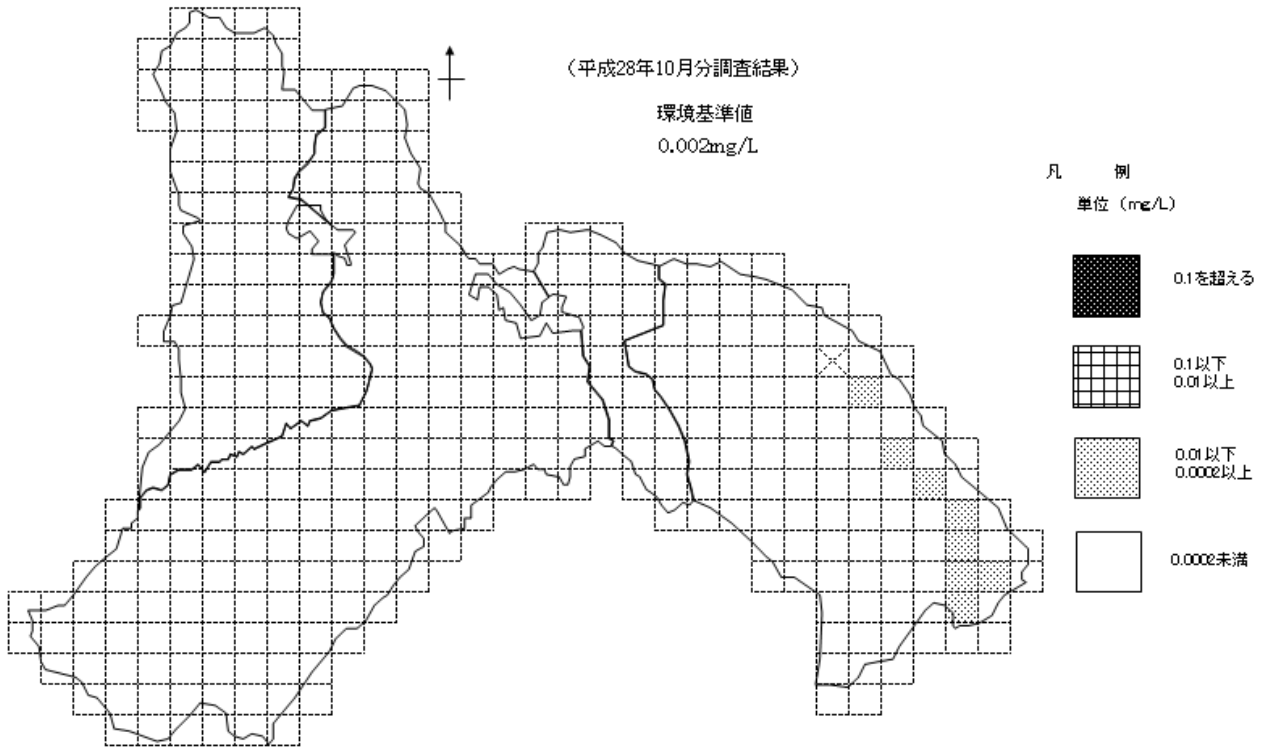 (平成28年10月分調査結果)
環境基準値
0.002mg/L
凡 例
単位 (mg/L)
0.1を超える
0.1以下
0.01以上
0.01以下
0.0002以上
0.0002未満